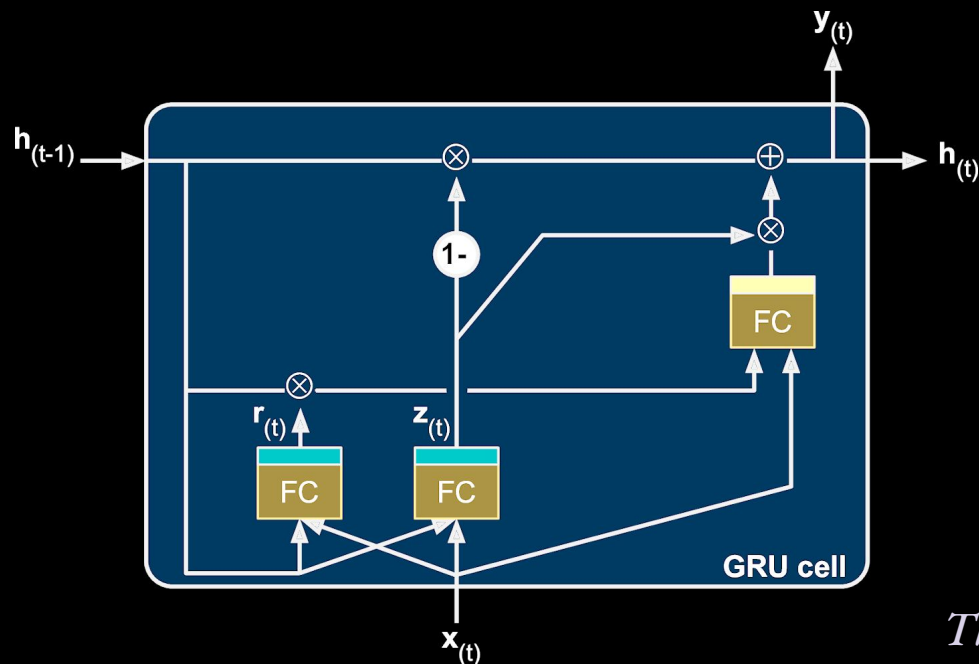 y(t)
h(t-1)
h(t)
1-
FC
r(t)
z(t)
FC
FC
GRU cell
x(t)